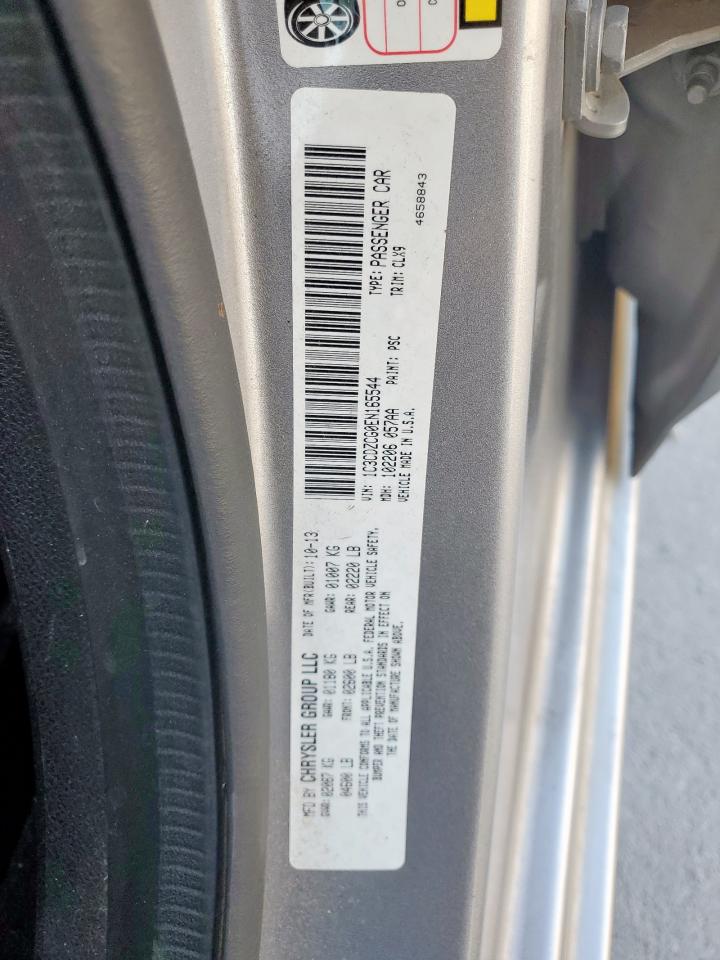 MFD BY CHRYSLER GROUP LLC DATE OF MFR(BUILT): 10-13
GVWR: 02087 KG GAWR: 01180 KG GAWR: 01007 KG
04600 LB FRONT: 02600 LB REAR: 02220 LB
THIS VEHICLE CONFORMS TO ALL APPLICABLE U.S.A. FEDERAL MOTOR VEHICLE SAFETY,
BUMPER AND THEFT PREVENTION STANDARDS IN EFFECT ON
THE DATE OF MANUFACTURE SHOWN ABOVE.
VIN: 1C3CDZCG0EN165544 TYPE: PASSENGER CAR
MDH: 102206 057AA PAINT: PSC TRIM: CLX9
VEHICLE MADE IN U.S.A. 4658843